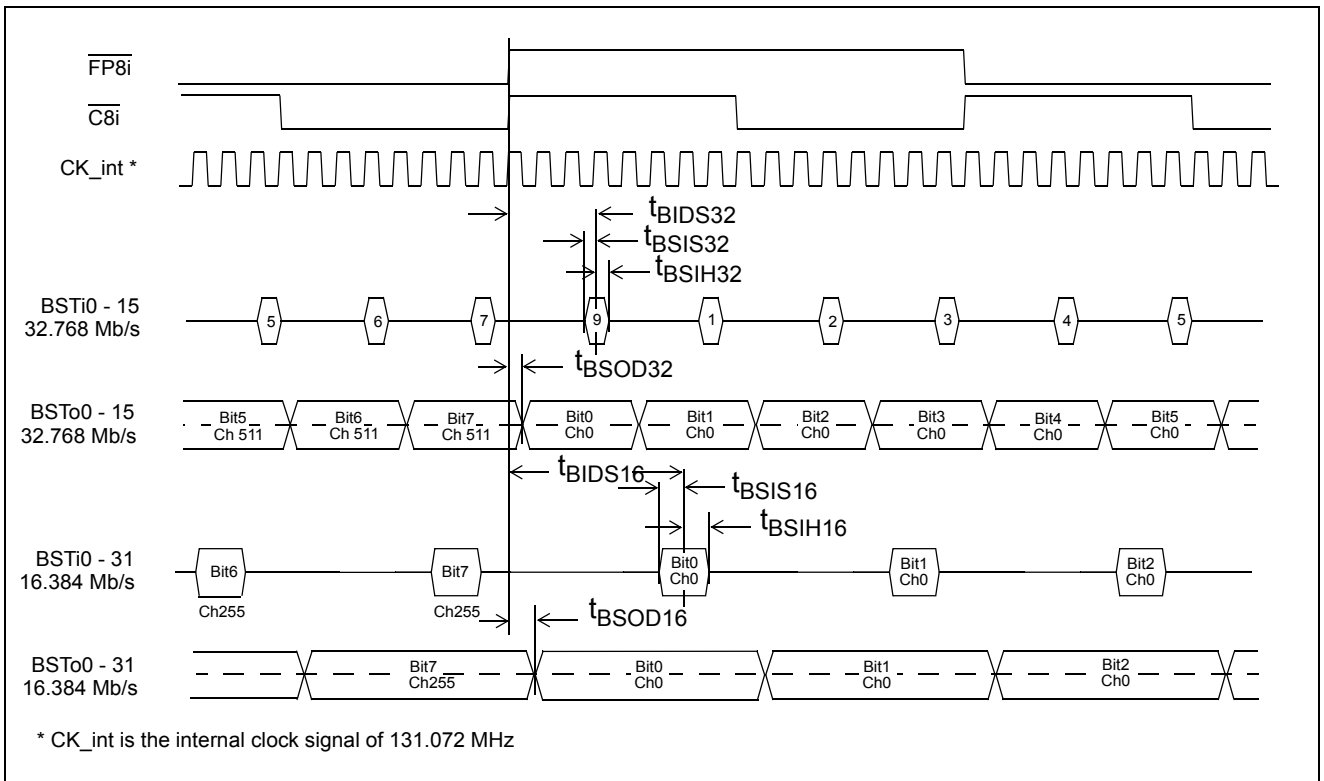 FP8i
C8i
CK_int *
tBIDS32
tBSIS32
tBSIH32
BSTi0 - 15
32.768 Mb/s
5 6 7 9 1 2 3 4 5
tBSOD32
BSTo0 - 15
32.768 Mb/s
Bit5 Bit6 Bit7 Bit0 Bit1 Bit2 Bit3 Bit4 Bit5
Ch 511 Ch 511 Ch 511 Ch0 Ch0 Ch0 Ch0 Ch0 Ch0
tBIDS16
tBSIS16
tBSIH16
BSTi0 - 31
16.384 Mb/s
Bit6 Bit7 Bit0 Bit1 Bit2
Ch0 Ch0 Ch0
Ch255 Ch255
tBSOD16
BSTo0 - 31
16.384 Mb/s
Bit7 Bit0 Bit1 Bit2
Ch255 Ch0 Ch0 Ch0
* CK_int is the internal clock signal of 131.072 MHz